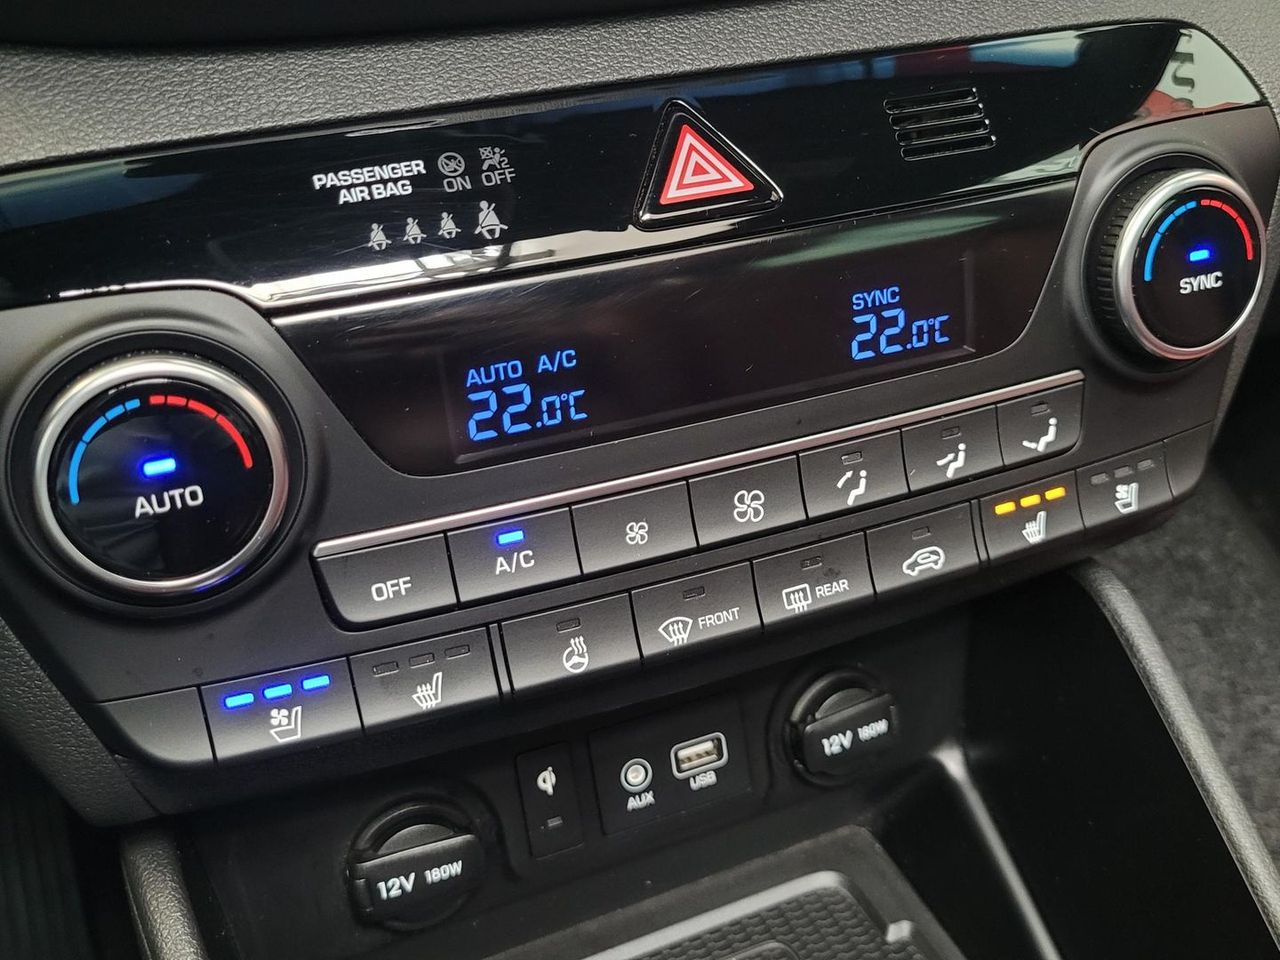 PASSENGER
AIR BAG
ON
OFF
2
SYNC
22.0°C
AUTO A/C
22.0°C
SYNC
AUTO
OFF
A/C
FRONT
REAR
AUX
USB
12V 180W
12V 180W